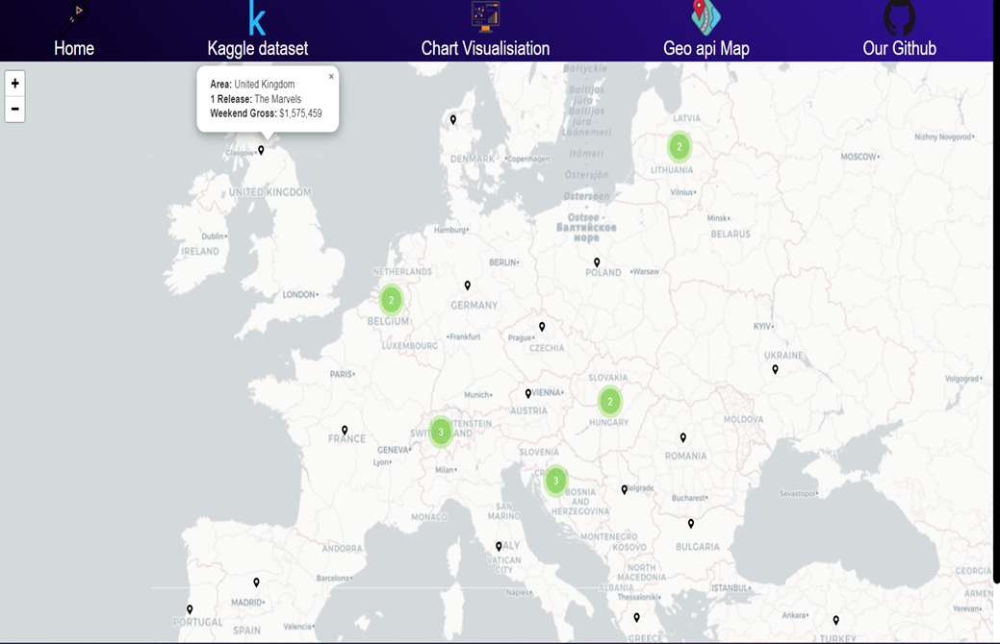 Home
Kaggle dataset
Chart Visualisiation
Geo api Map
Our Github
+
−
×
Area: United Kingdom
1 Release: The Marvels
Weekend Gross: $1,575,459
Baltyckie
Baltijas
jūra -
Baltijos
jūra -
Läänemeri -
Itämeri -
Östersjön
Ostersøen -
Ostsee -
Балтийское
море
LATVIA
2
LITHUANIA
Vilnius
Nizhny Novgorod
MOSCOW
Minsk
BELARUS
Glasgow
UNITED KINGDOM
Dublin
IRELAND
LONDON
DENMARK
Copenhagen
Hamburg
NETHERLANDS
2
BELGIUM
BERLIN
POLAND
Warsaw
GERMANY
LUXEMBOURG
Frankfurt
Prague
CZECHIA
KYIV
UKRAINE
Volgograd
PARIS
FRANCE
Munich
VIENNA
AUSTRIA
SLOVAKIA
2
HUNGARY
MOLDOVA
3
GENEVA
Lyon
Milan
SLOVENIA
3
ROMANIA
BOSNIA
AND
HERZEGOVINA
Belgrade
Bucharest
Sevastopol
MONACO
SAN
MARINO
MONTENEGRO
KOSOVO
BULGARIA
ANDORRA
VATICAN
CITY
NORTH
MACEDONIA
ALBANIA
ISTANBUL
GEORGIA
Barcelona
Naples
Thessaloniki
ARMEN
Yerevan
MADRID
PORTUGAL
SPAIN
Valencia
GREECE
Ankara
TURKEY